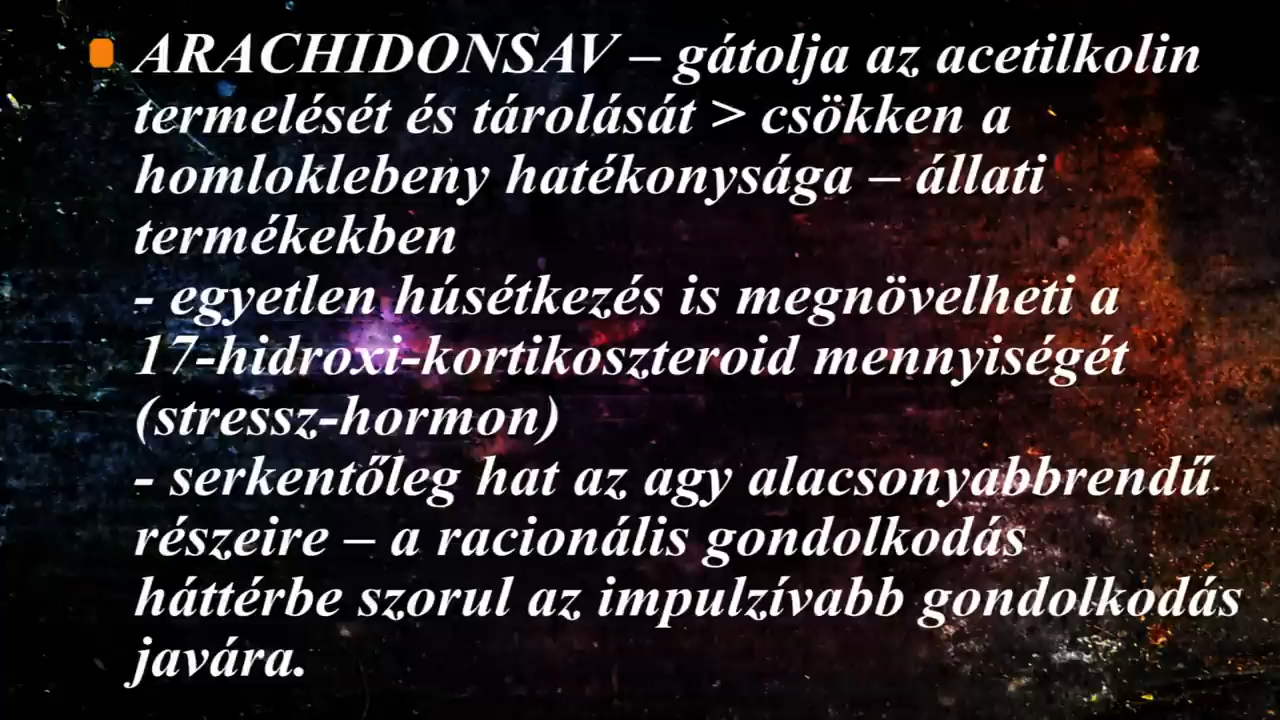 ARACHIDONSAV – gátolja az acetilkolin
termelését és tárolását > csökken a
homloklebeny hatékonysága – állati
termékekben
- egyetlen húsétkezés is megnövelheti a
17-hidroxi-kortikoszteroid mennyiségét
(stressz-hormon)
- serkentőleg hat az agy alacsonyabbrendű
részeire – a racionális gondolkodás
háttérbe szorul az impulzívabb gondolkodás
javára.